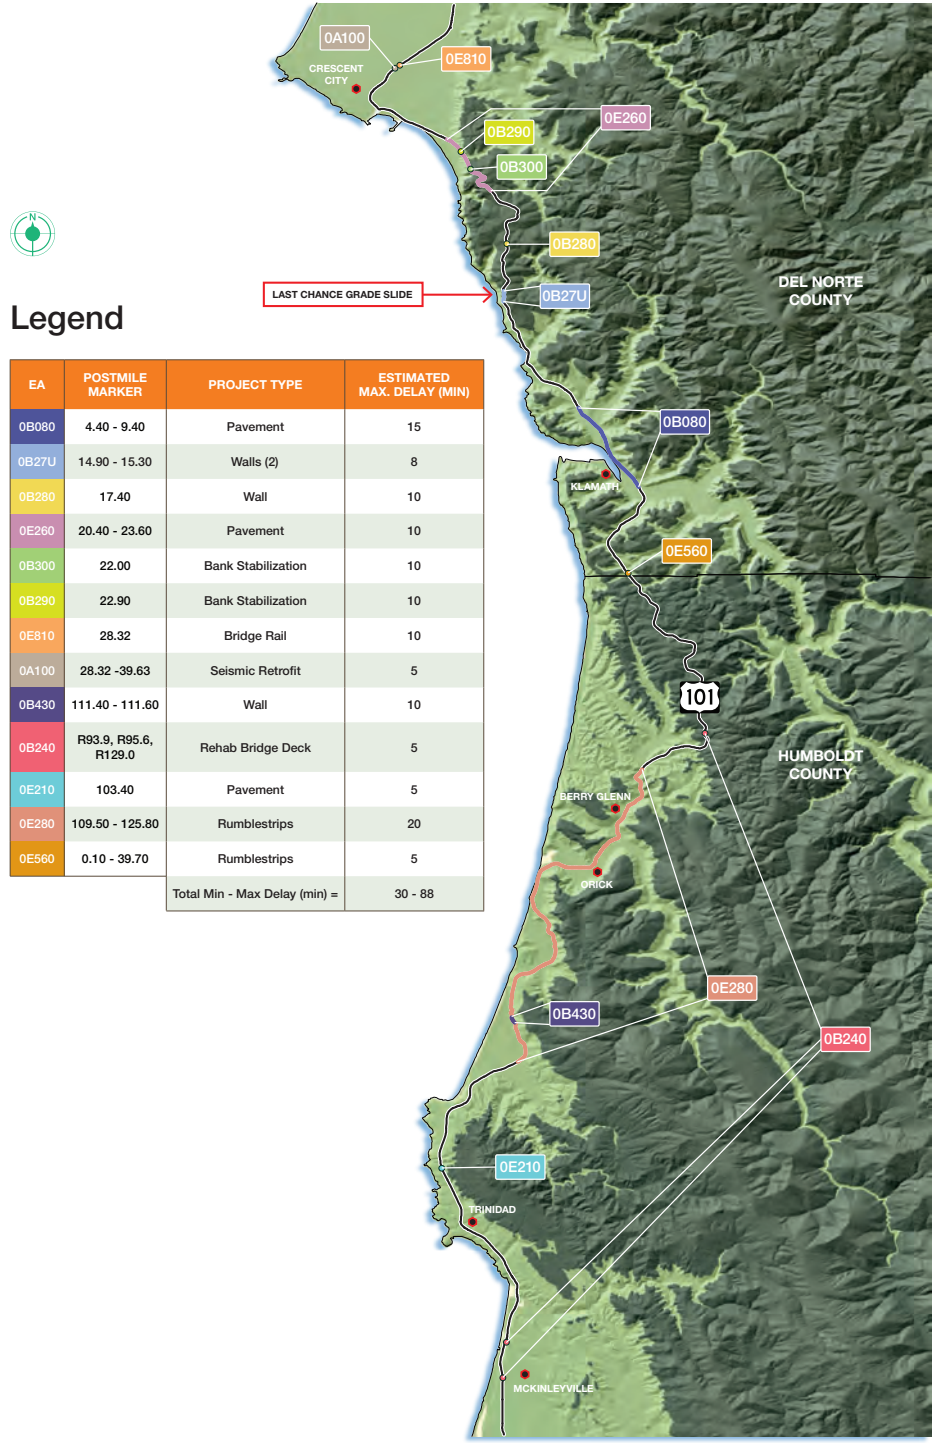 0A100
0E810
CRESCENT
CITY
0E260
0B290
0B300
N
0B280
DEL NORTE
COUNTY
LAST CHANCE GRADE SLIDE
0B27U
Legend
EA POSTMILE MARKER PROJECT TYPE ESTIMATED MAX. DELAY (MIN)
0B080 4.40 - 9.40 Pavement 15
0B27U 14.90 - 15.30 Walls (2) 8
0B280 17.40 Wall 10
0E260 20.40 - 23.60 Pavement 10
0B300 22.00 Bank Stabilization 10
0B290 22.90 Bank Stabilization 10
0E810 28.32 Bridge Rail 10
0A100 28.32 -39.63 Seismic Retrofit 5
0B430 111.40 - 111.60 Wall 10
0B240 R93.9, R95.6, R129.0 Rehab Bridge Deck 5
0E210 103.40 Pavement 5
0E280 109.50 - 125.80 Rumblestrips 20
0E560 0.10 - 39.70 Rumblestrips 5
Total Min - Max Delay (min) = 30 - 88
0B080
KLAMATH
0E560
101
HUMBOLDT
COUNTY
BERRY GLENN
ORICK
0E280
0B430
0B240
0E210
TRINIDAD
MCKINLEYVILLE